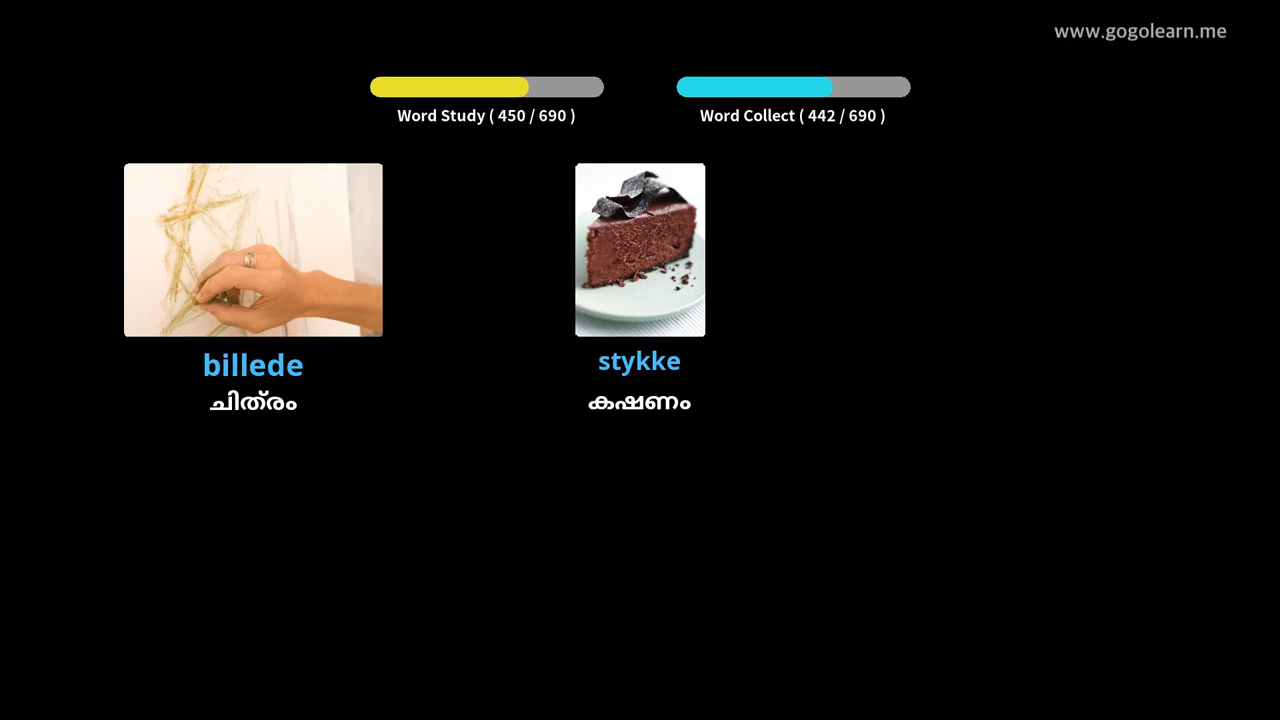 www.gogolearn.me
Word Study ( 450 / 690 )
Word Collect ( 442 / 690 )
billede
ചിത്രം
stykke
കഷണം